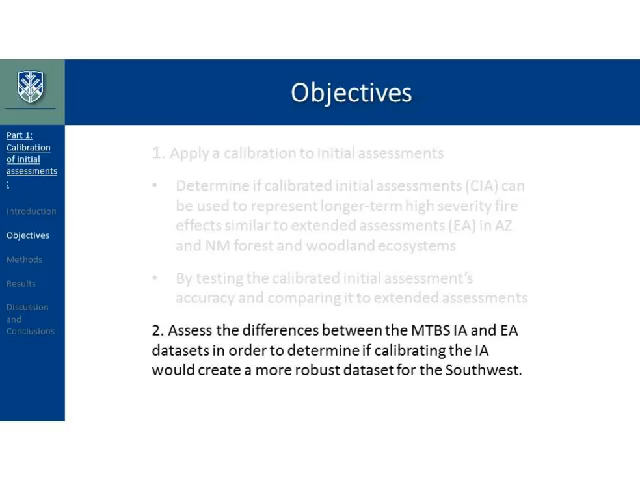 Objectives
Part 1:
Calibration
of initial
assessments
:
Introduction
Objectives
Methods
Results
Discussion
and
Conclusions
1. Apply a calibration to initial assessments
• Determine if calibrated initial assessments (CIA) can
be used to represent longer-term high severity fire
effects similar to extended assessments (EA) in AZ
and NM forest and woodland ecosystems
• By testing the calibrated initial assessment's
accuracy and comparing it to extended assessments
2. Assess the differences between the MTBS IA and EA
datasets in order to determine if calibrating the IA
would create a more robust dataset for the Southwest.